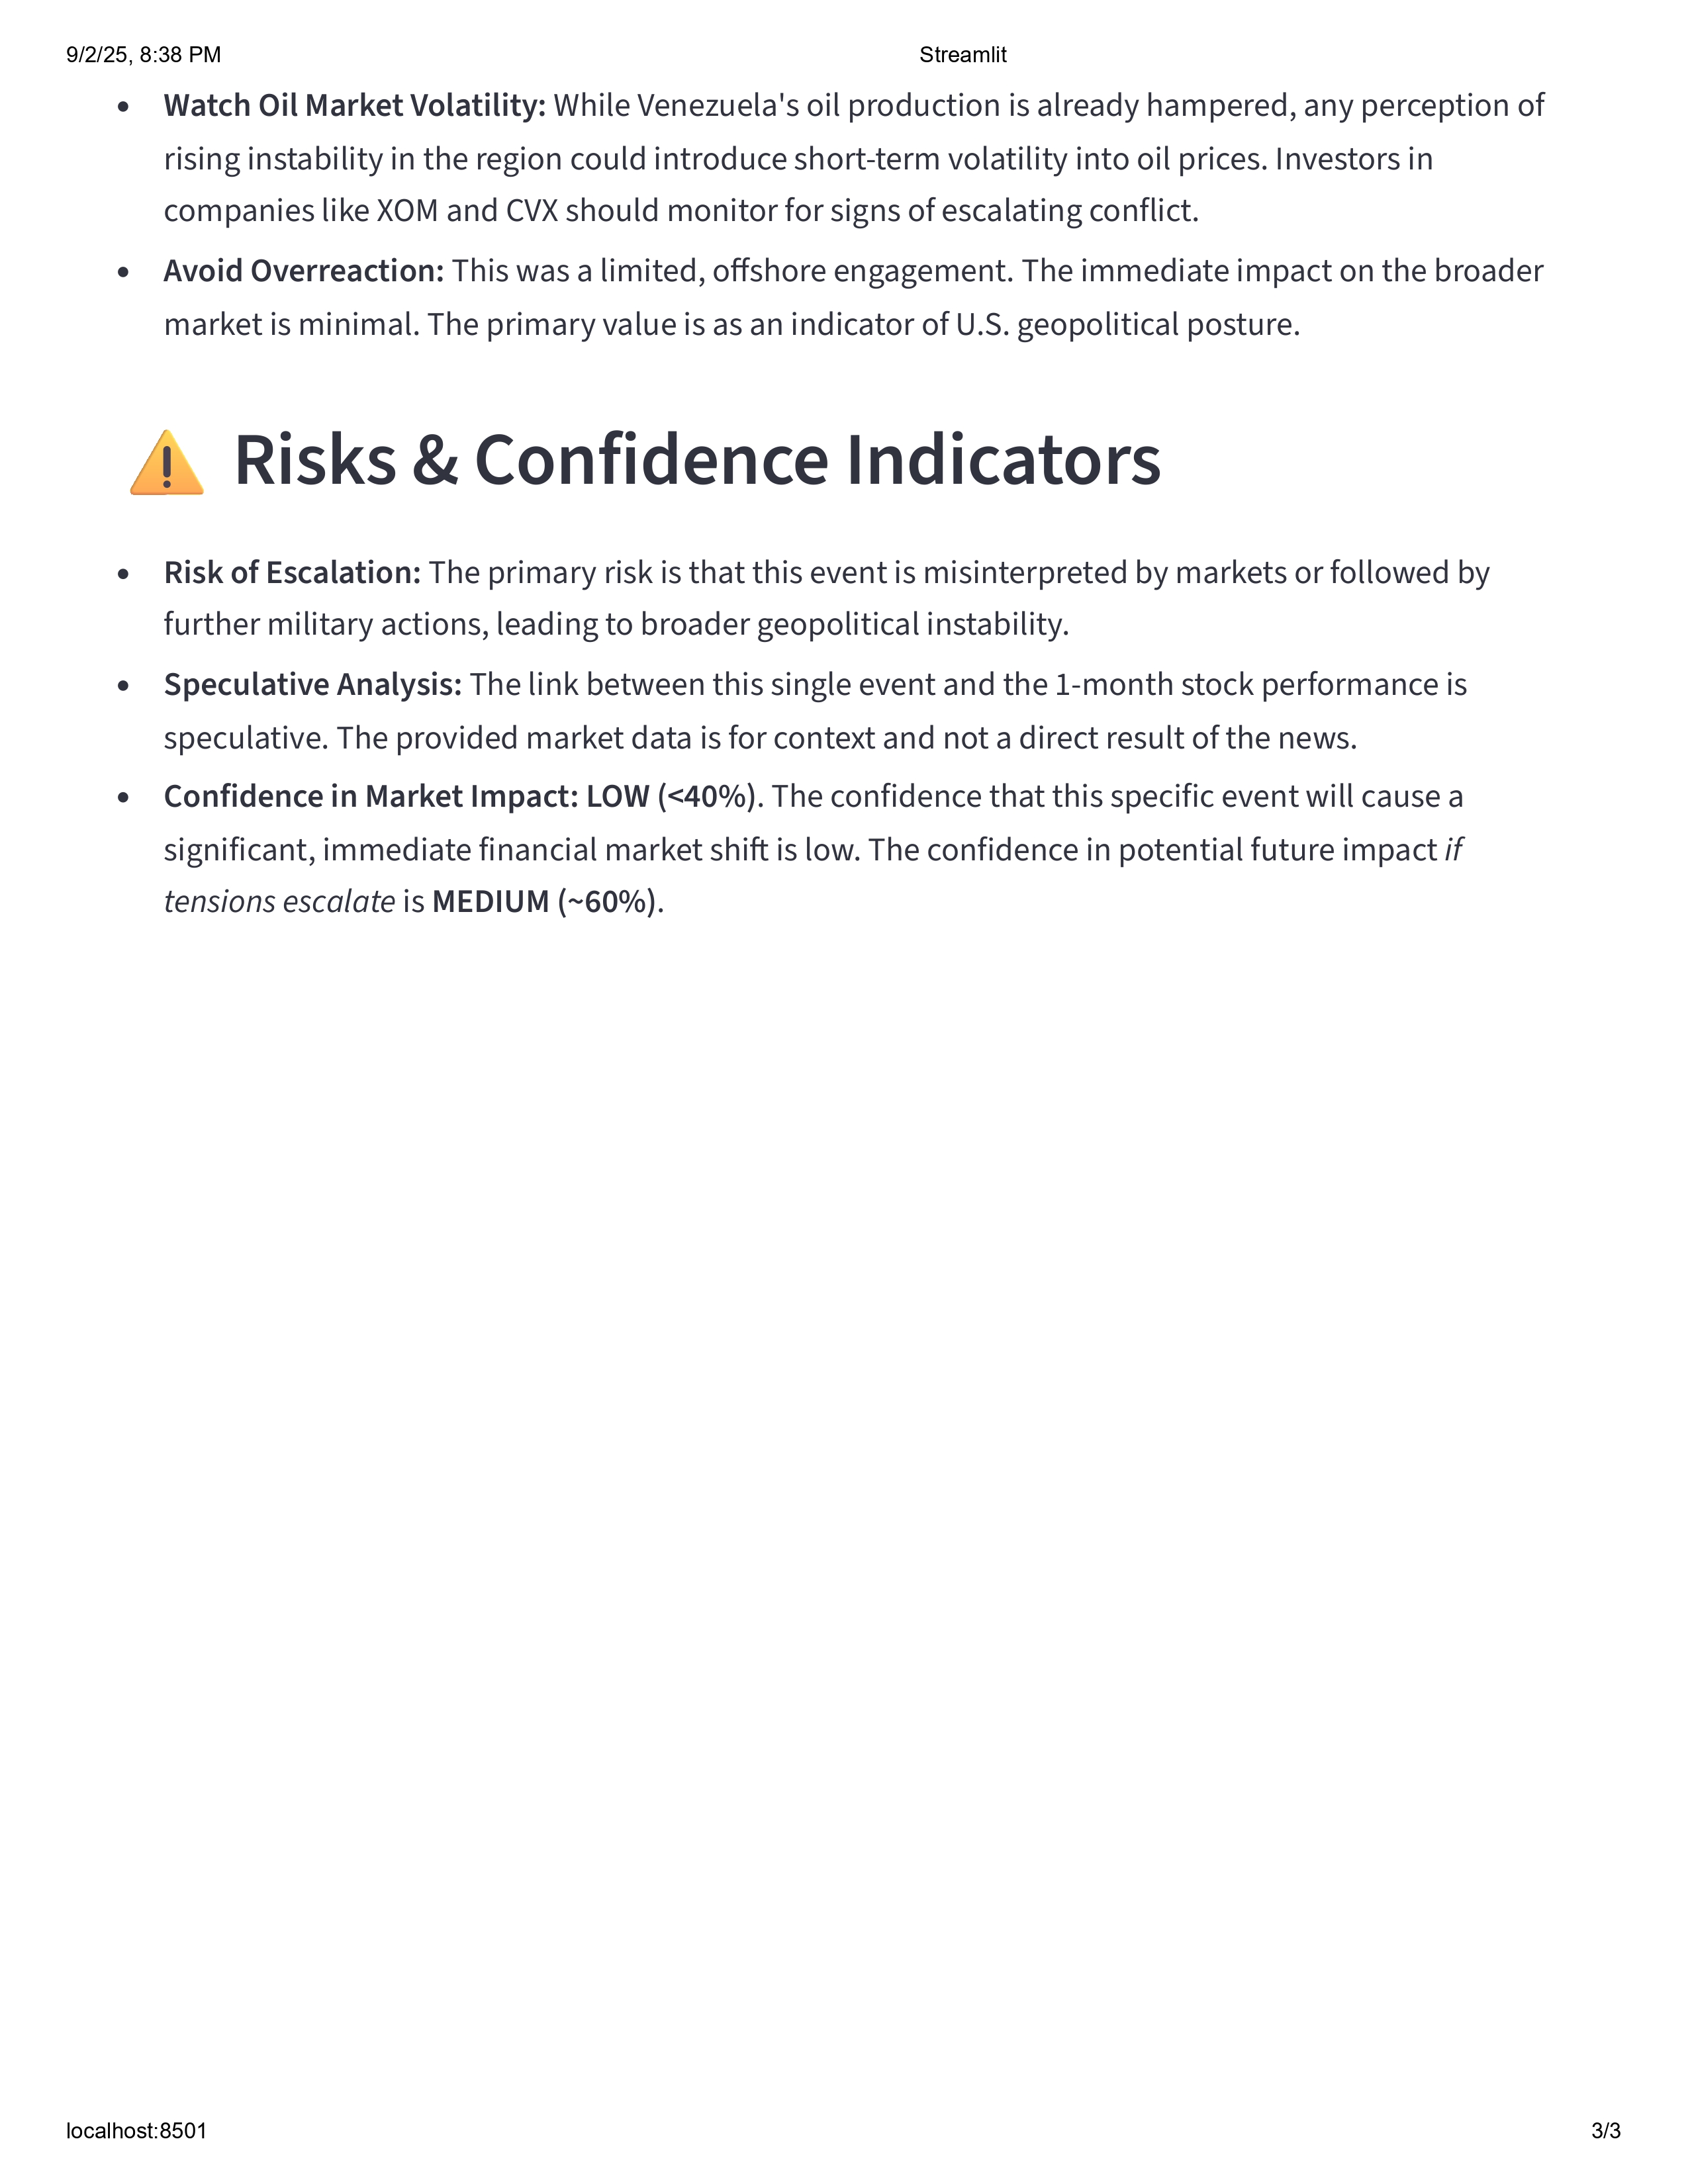 9/2/25, 8:38 PM Streamlit
• Watch Oil Market Volatility: While Venezuela's oil production is already hampered, any perception of
rising instability in the region could introduce short-term volatility into oil prices. Investors in
companies like XOM and CVX should monitor for signs of escalating conflict.
• Avoid Overreaction: This was a limited, offshore engagement. The immediate impact on the broader
market is minimal. The primary value is as an indicator of U.S. geopolitical posture.
⚠️ Risks & Confidence Indicators
• Risk of Escalation: The primary risk is that this event is misinterpreted by markets or followed by
further military actions, leading to broader geopolitical instability.
• Speculative Analysis: The link between this single event and the 1-month stock performance is
speculative. The provided market data is for context and not a direct result of the news.
• Confidence in Market Impact: LOW (<40%). The confidence that this specific event will cause a
significant, immediate financial market shift is low. The confidence in potential future impact if
tensions escalate is MEDIUM (~60%).
localhost:8501 3/3